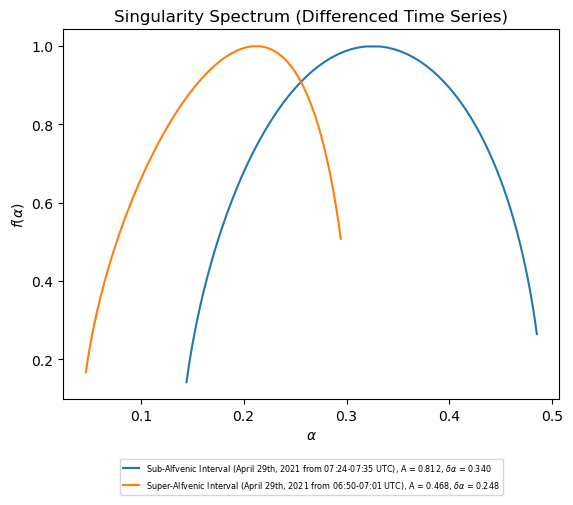 Singularity Spectrum (Differenced Time Series)
1.0
0.8
0.6
0.4
0.2
f(α)
0.1 0.2 0.3 0.4 0.5
α
Sub-Alfvenic Interval (April 29th, 2021 from 07:24-07:35 UTC), A = 0.812, δα = 0.340
Super-Alfvenic Interval (April 29th, 2021 from 06:50-07:01 UTC), A = 0.468, δα = 0.248